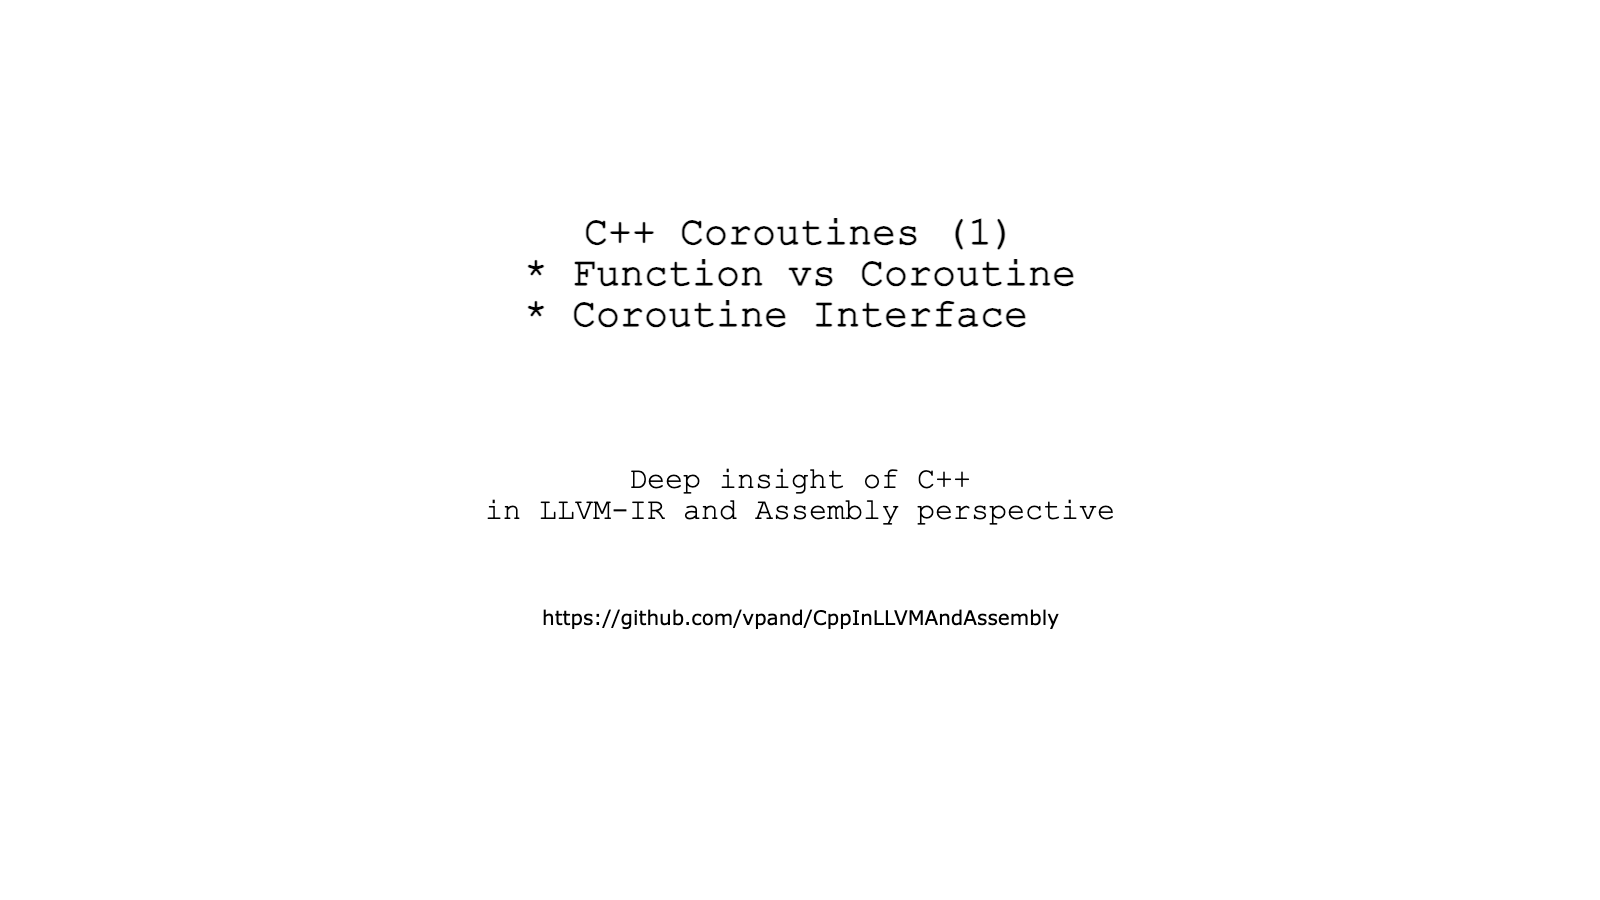 C++ Coroutines (1)
* Function vs Coroutine
* Coroutine Interface
Deep insight of C++
in LLVM-IR and Assembly perspective
https://github.com/vpand/CppInLLVMAndAssembly